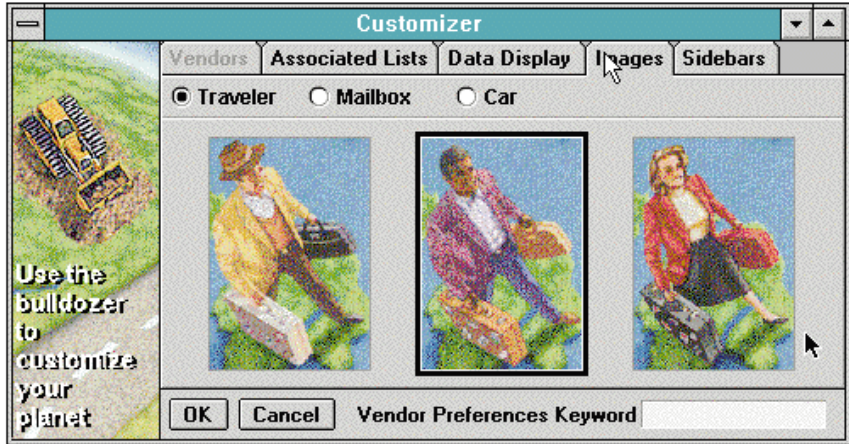 Customizer
Vendors Associated Lists Data Display Images Sidebars
Traveler Mailbox Car
Use the
bulldozer
to
customize
your
planet
OK Cancel Vendor Preferences Keyword